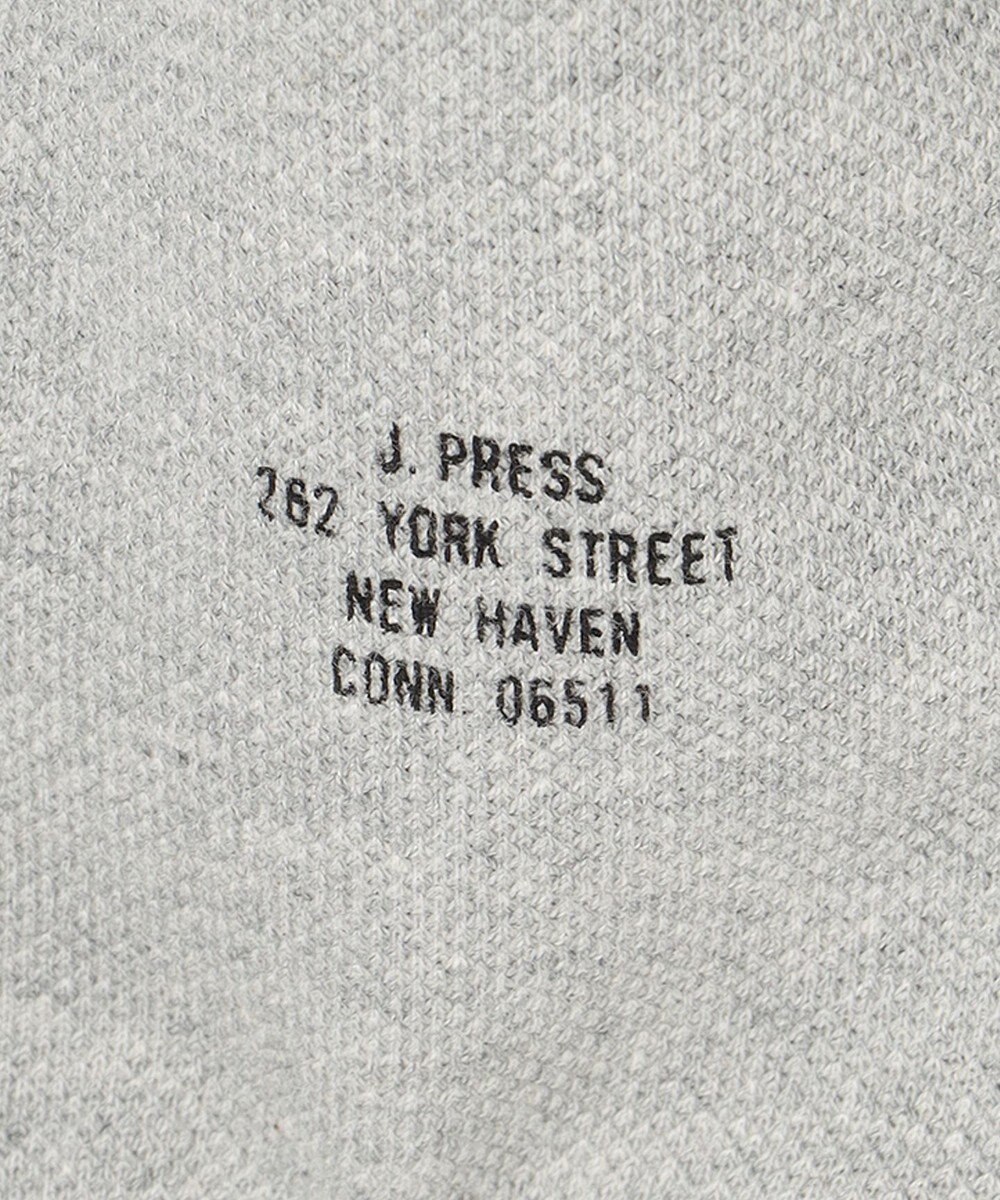 J. PRESS
262 YORK STREET
NEW HAVEN
CONN. 06511